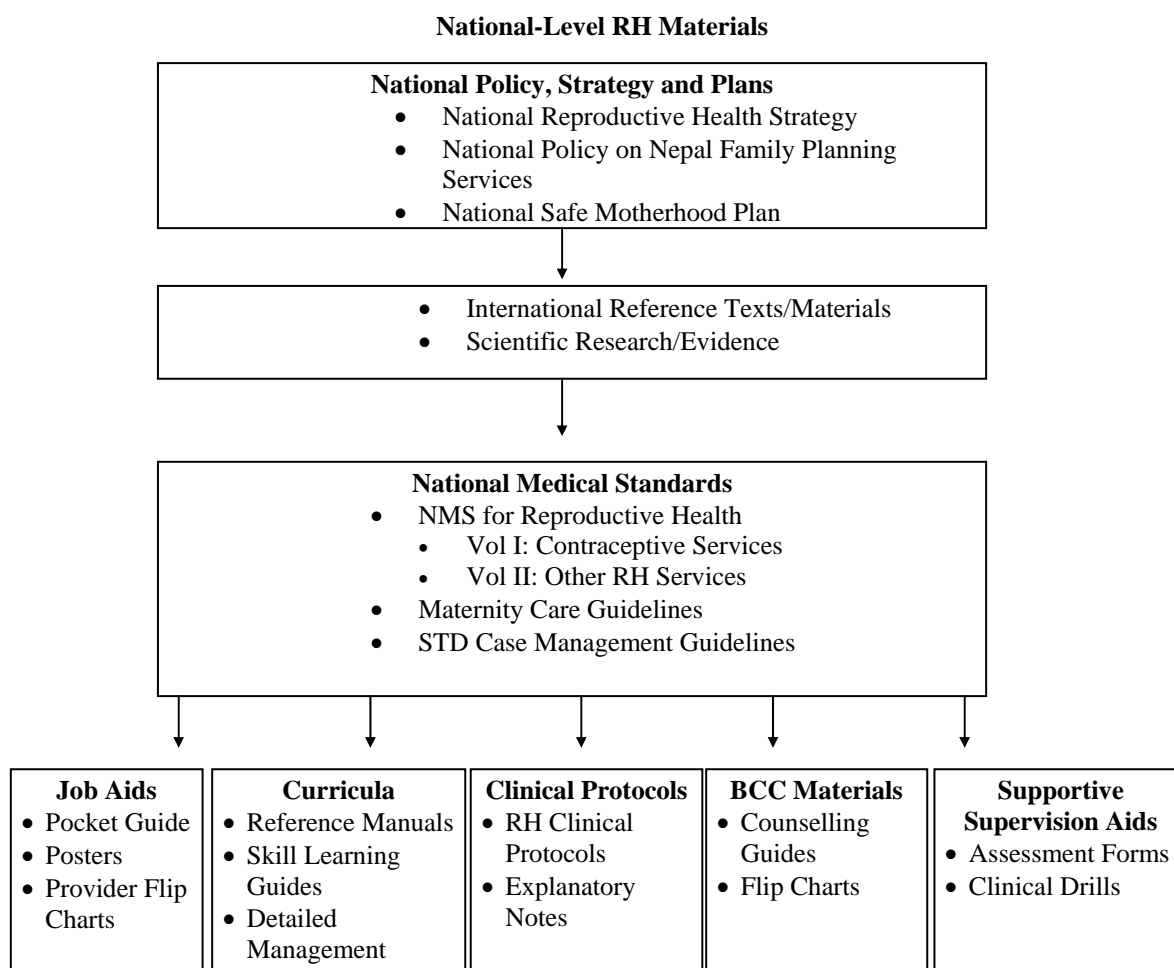 National-Level RH Materials
National Policy, Strategy and Plans
• National Reproductive Health Strategy
• National Policy on Nepal Family Planning
Services
• National Safe Motherhood Plan
• International Reference Texts/Materials
• Scientific Research/Evidence
National Medical Standards
• NMS for Reproductive Health
• Vol I: Contraceptive Services
• Vol II: Other RH Services
• Maternity Care Guidelines
• STD Case Management Guidelines
Job Aids
• Pocket Guide
• Posters
• Provider Flip
Charts
Curricula
• Reference Manuals
• Skill Learning
Guides
• Detailed
Management
Clinical Protocols
• RH Clinical
Protocols
• Explanatory
Notes
BCC Materials
• Counselling
Guides
• Flip Charts
Supportive
Supervision Aids
• Assessment Forms
• Clinical Drills